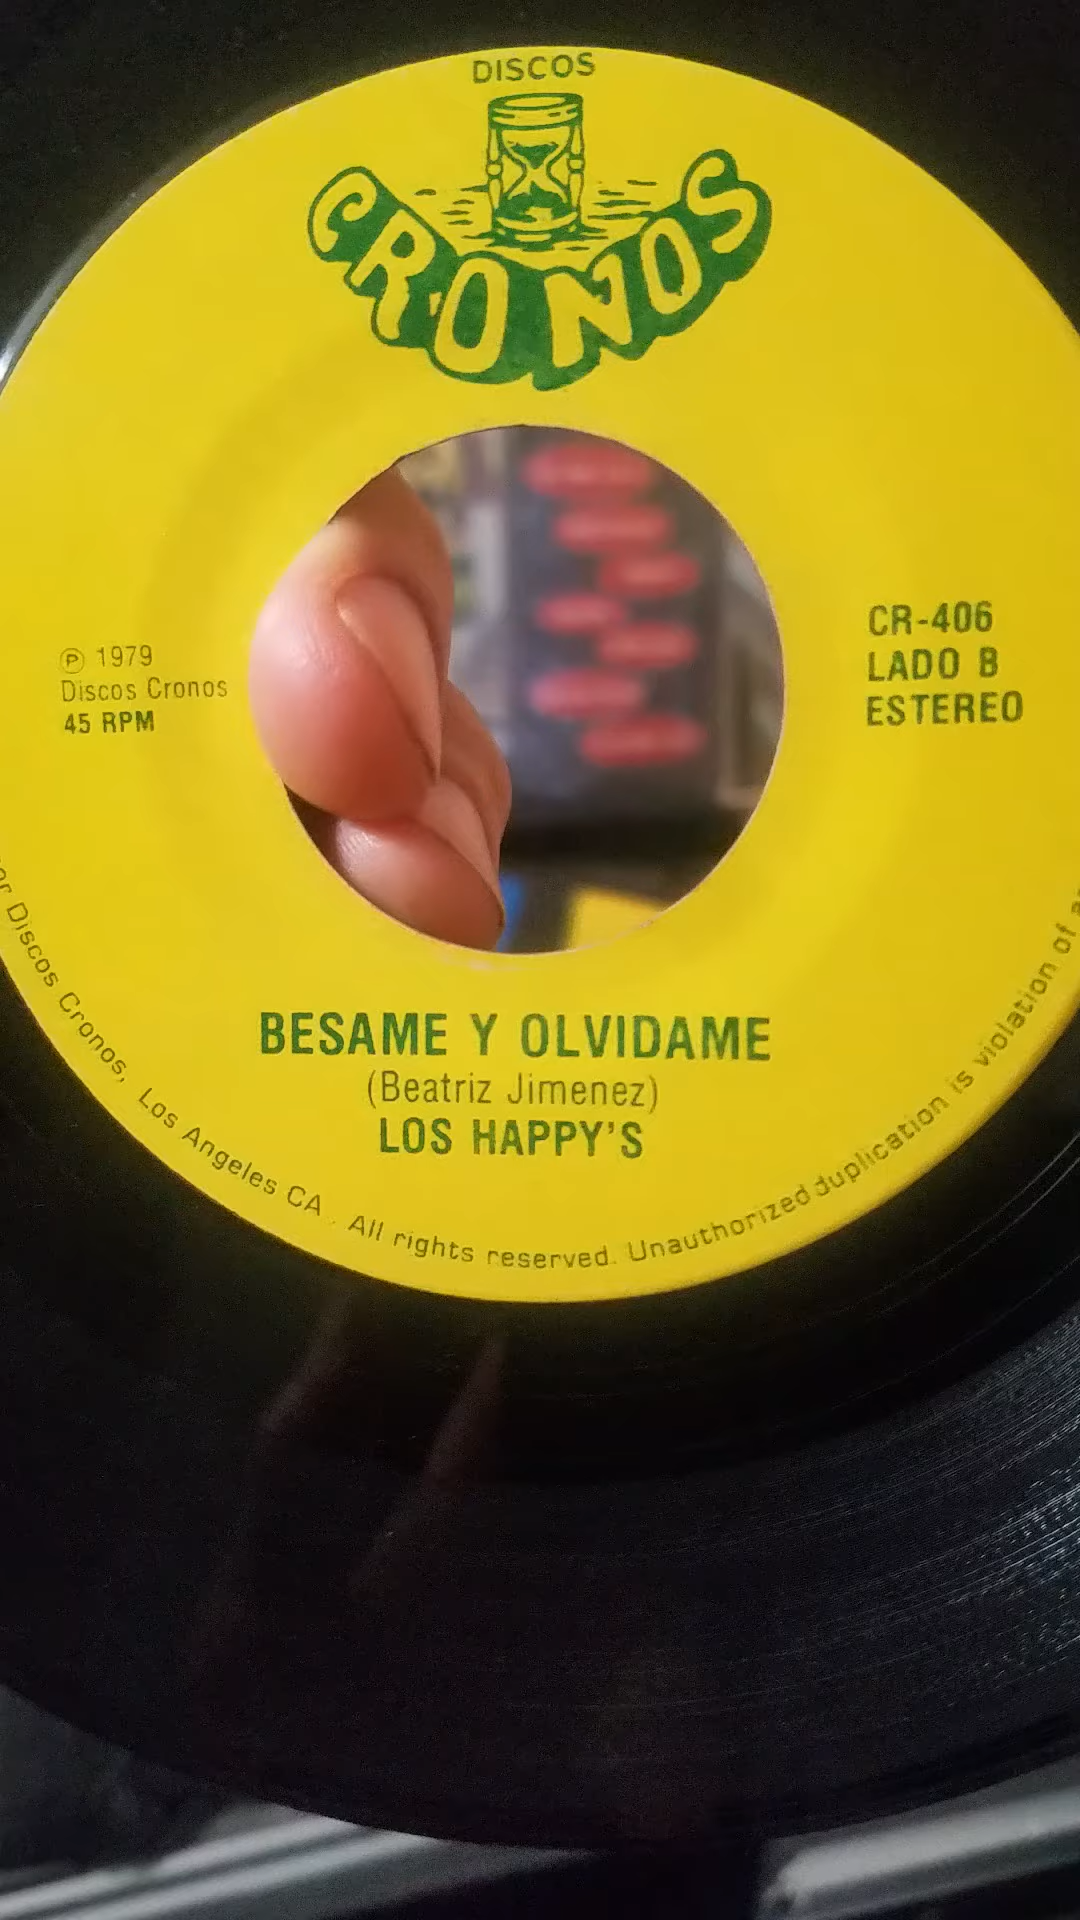 DISCOS
CRONOS
℗ 1979
Discos Cronos
45 RPM
CR-406
LADO B
ESTEREO
BESAME Y OLVIDAME
(Beatriz Jimenez)
LOS HAPPY'S
Discos Cronos, Los Angeles CA. All rights reserved. Unauthorized duplication is violation of